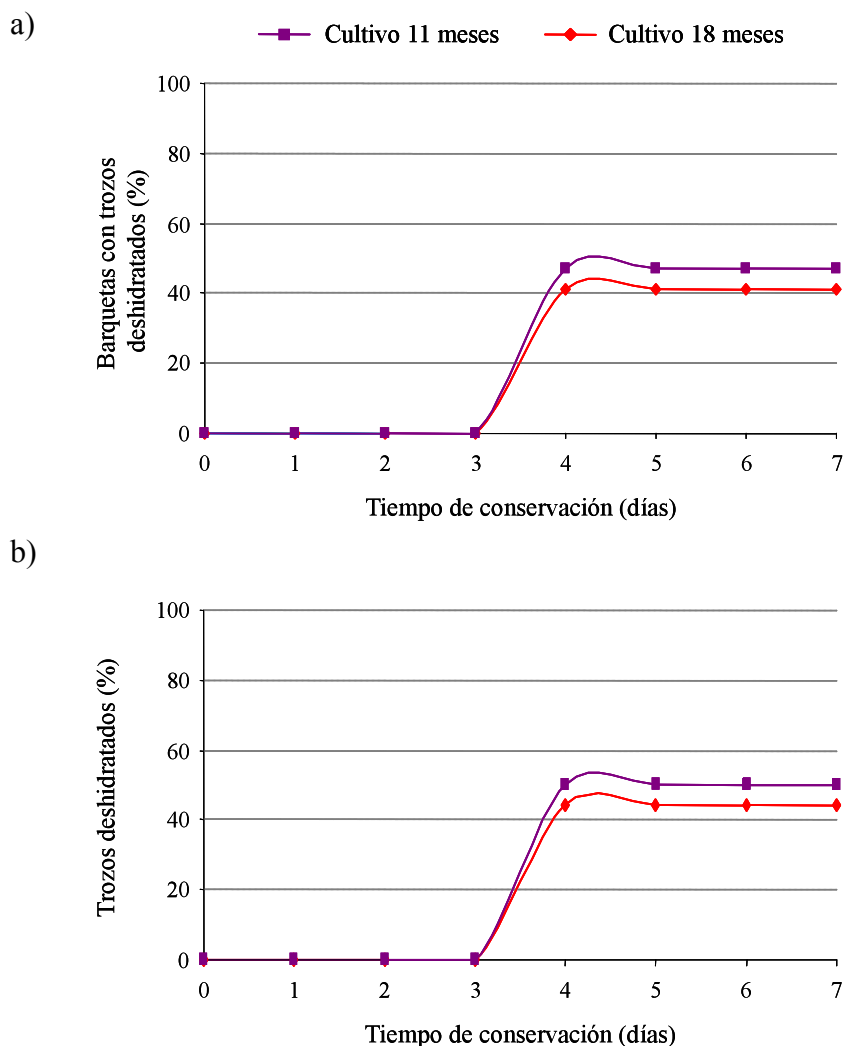 a)
Cultivo 11 meses
Cultivo 18 meses
100
80
60
40
20
0
Barquetas con trozos
deshidratados (%)
0 1 2 3 4 5 6 7
Tiempo de conservación (días)
b)
100
80
60
40
20
0
Trozos deshidratados (%)
0 1 2 3 4 5 6 7
Tiempo de conservación (días)